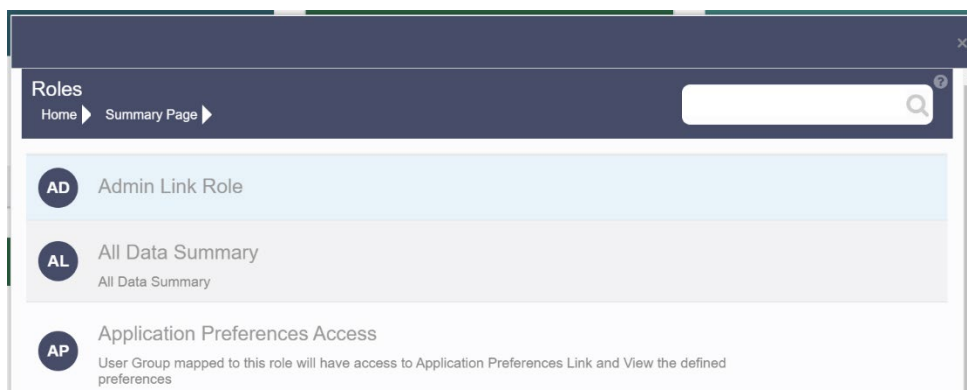 ×
Roles
?
Home Summary Page
AD Admin Link Role
AL All Data Summary
All Data Summary
AP Application Preferences Access
User Group mapped to this role will have access to Application Preferences Link and View the defined
preferences